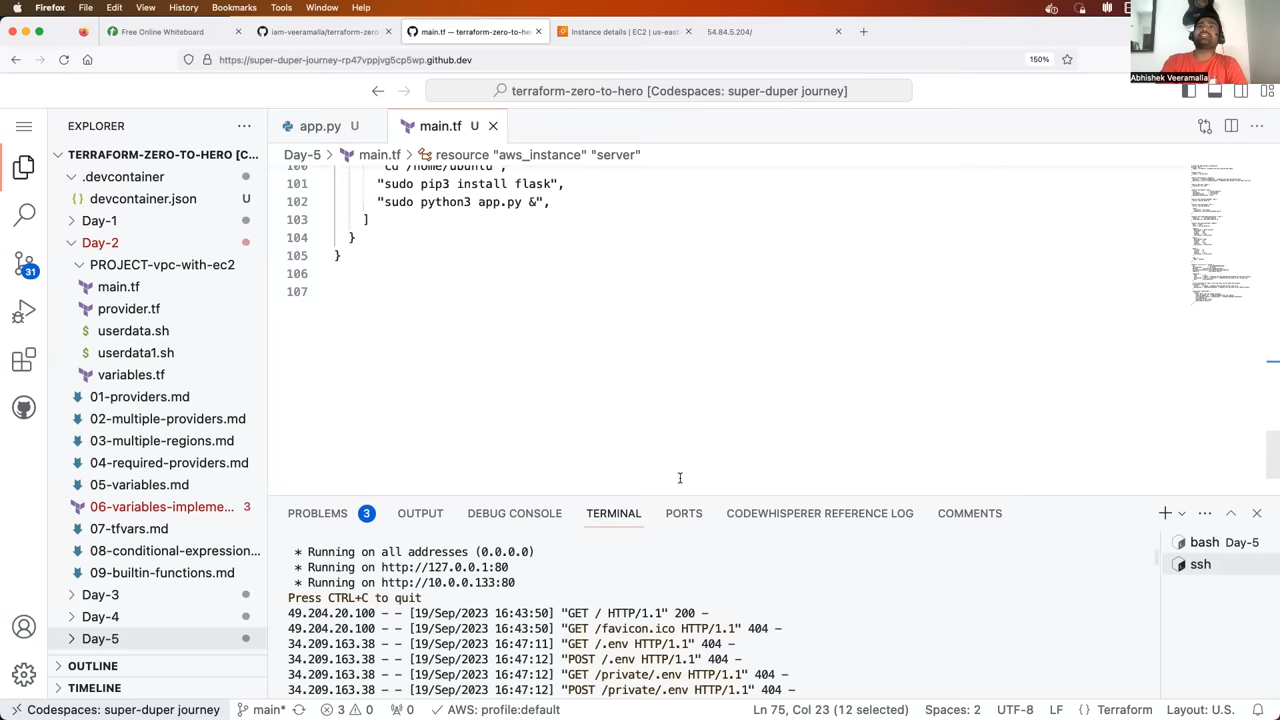 Firefox File Edit View History Bookmarks Tools Window Help
Free Online Whiteboard
iam-veeramalla/terraform-zero
main.tf — terraform-zero-to-he
Instance details | EC2 | us-east
54.84.5.204/
https://super-duper-journey-rp47vppjvg5cp5wp.github.dev
150%
Abhishek Veeramalla
terraform-zero-to-hero [Codespaces: super-duper journey]
EXPLORER
app.py U
main.tf U
TERRAFORM-ZERO-TO-HERO [C...
Day-5 > main.tf > resource "aws_instance" "server"
.devcontainer
devcontainer.json U
Day-1
Day-2
PROJECT-vpc-with-ec2
main.tf
provider.tf
userdata.sh
userdata1.sh
variables.tf
01-providers.md
02-multiple-providers.md
03-multiple-regions.md
04-required-providers.md
05-variables.md
06-variables-impleme... 3
07-tfvars.md
08-conditional-expression...
09-builtin-functions.md
Day-3
Day-4
Day-5
OUTLINE
TIMELINE
31
100 "cd /home/ubuntu"
101 "sudo pip3 install flask",
102 "sudo python3 app.py &",
103 ]
104 }
105 }
106
107
PROBLEMS 3 OUTPUT DEBUG CONSOLE TERMINAL PORTS CODEWHISPERER REFERENCE LOG COMMENTS
* Running on all addresses (0.0.0.0)
* Running on http://127.0.0.1:80
* Running on http://10.0.0.133:80
Press CTRL+C to quit
49.204.20.100 - - [19/Sep/2023 16:43:50] "GET / HTTP/1.1" 200 -
49.204.20.100 - - [19/Sep/2023 16:43:50] "GET /favicon.ico HTTP/1.1" 404 -
34.209.163.38 - - [19/Sep/2023 16:47:11] "GET /.env HTTP/1.1" 404 -
34.209.163.38 - - [19/Sep/2023 16:47:12] "POST /.env HTTP/1.1" 404 -
34.209.163.38 - - [19/Sep/2023 16:47:12] "GET /private/.env HTTP/1.1" 404 -
34.209.163.38 - - [19/Sep/2023 16:47:12] "POST /private/.env HTTP/1.1" 404 -
bash Day-5
ssh
Codespaces: super-duper journey main* 3 0 0 AWS: profile:default Ln 75, Col 23 (12 selected) Spaces: 2 UTF-8 LF {} Terraform Layout: U.S.